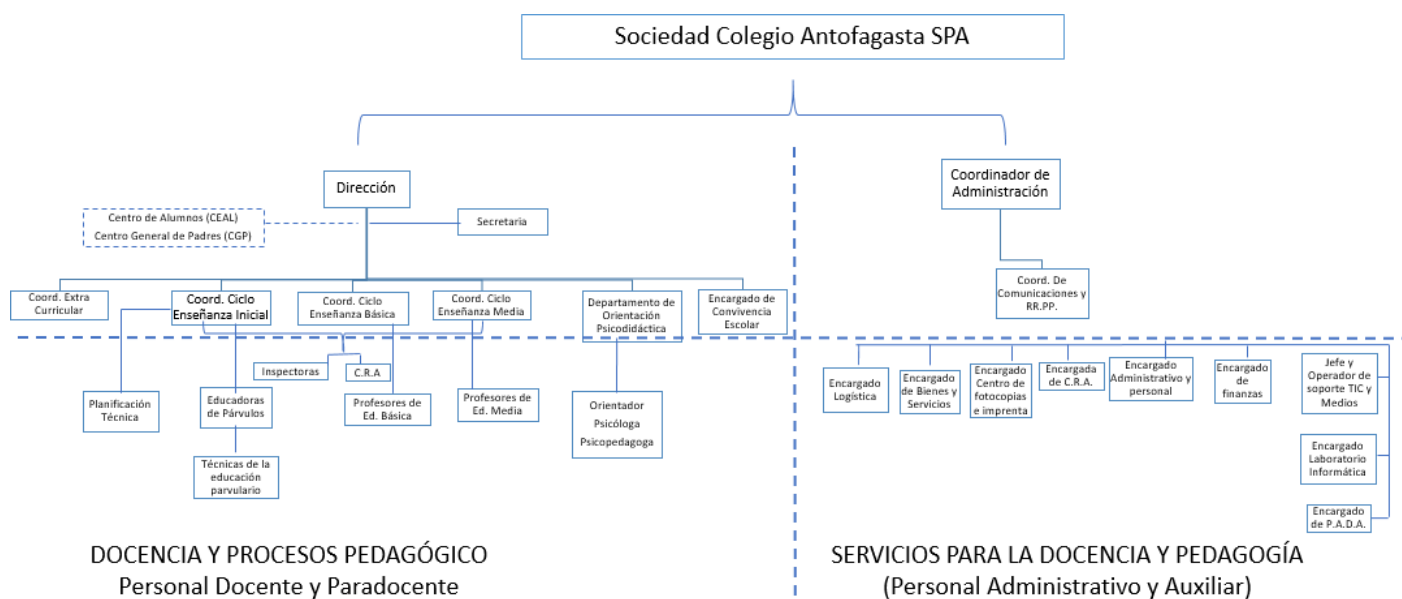 Sociedad Colegio Antofagasta SPA
Dirección
Coordinador de
Administración
Centro de Alumnos (CEAL)
Centro General de Padres (CGP)
Secretaria
Coord. De
Comunicaciones y
RR.PP.
Coord. Extra
Curricular
Coord. Ciclo
Enseñanza Inicial
Coord. Ciclo
Enseñanza Básica
Coord. Ciclo
Enseñanza Media
Departamento de
Orientación
Psicodidáctica
Encargado de
Convivencia
Escolar
Inspectoras
C.R.A
Planificación
Técnica
Educadoras
de Párvulos
Profesores de
Ed. Básica
Profesores de
Ed. Media
Orientador
Psicóloga
Psicopedagoga
Técnicas de la
educación
parvulario
Encargado
Logística
Encargado
de Bienes y
Servicios
Encargado
Centro de
fotocopias
e imprenta
Encargada
de C.R.A.
Encargado
Administrativo y
personal
Encargado
de
finanzas
Jefe y
Operador de
soporte TIC y
Medios
Encargado
Laboratorio
Informática
Encargado
de P.A.D.A.
DOCENCIA Y PROCESOS PEDAGÓGICO
Personal Docente y Paradocente
SERVICIOS PARA LA DOCENCIA Y PEDAGOGÍA
(Personal Administrativo y Auxiliar)